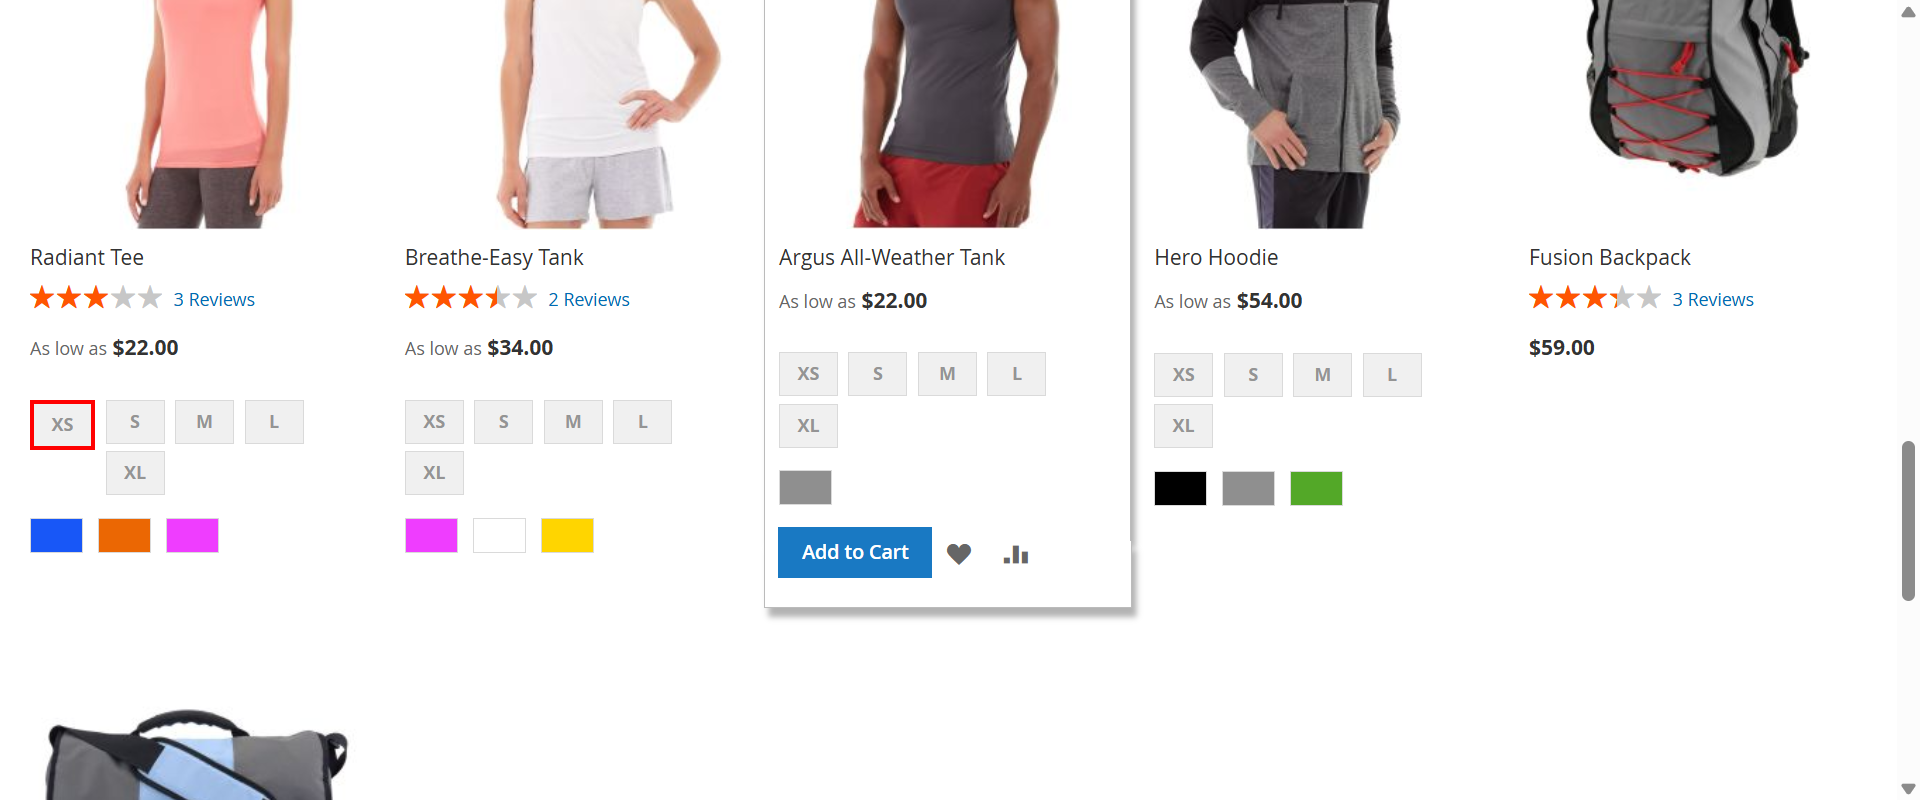 Radiant Tee
3 Reviews
As low as $22.00
XS S M L
XL
Breathe-Easy Tank
2 Reviews
As low as $34.00
XS S M L
XL
Argus All-Weather Tank
As low as $22.00
XS S M L
XL
Add to Cart
Hero Hoodie
As low as $54.00
XS S M L
XL
Fusion Backpack
3 Reviews
$59.00